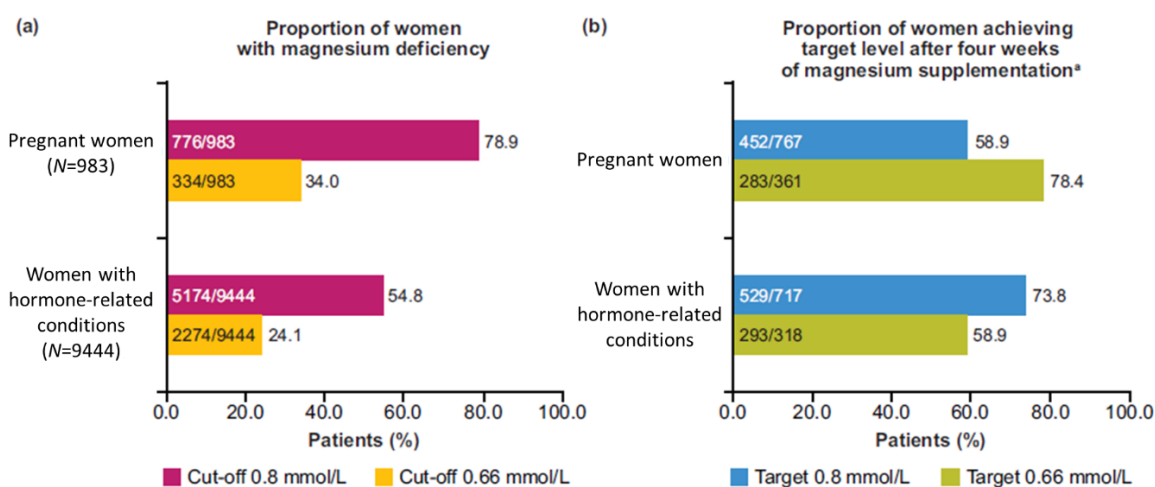 (a)
Proportion of women
with magnesium deficiency
Pregnant women
(N=983)
776/983
78.9
334/983
34.0
Women with
hormone-related
conditions
(N=9444)
5174/9444
54.8
2274/9444
24.1
0.0 20.0 40.0 60.0 80.0 100.0
Patients (%)
Cut-off 0.8 mmol/L Cut-off 0.66 mmol/L
(b)
Proportion of women achieving
target level after four weeks
of magnesium supplementationᵃ
Pregnant women
452/767
58.9
283/361
78.4
Women with
hormone-related
conditions
529/717
73.8
293/318
58.9
0.0 20.0 40.0 60.0 80.0 100.0
Patients (%)
Target 0.8 mmol/L Target 0.66 mmol/L